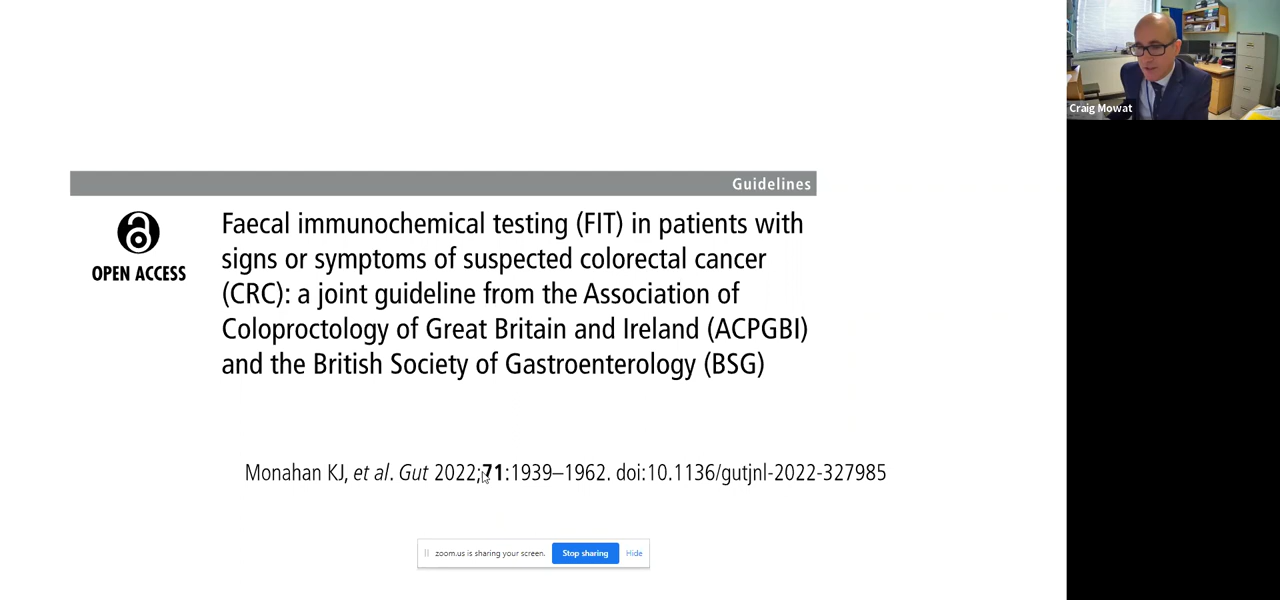 Craig Mowat
Guidelines
OPEN ACCESS
Faecal immunochemical testing (FIT) in patients with
signs or symptoms of suspected colorectal cancer
(CRC): a joint guideline from the Association of
Coloproctology of Great Britain and Ireland (ACPGBI)
and the British Society of Gastroenterology (BSG)
Monahan KJ, et al. Gut 2022;71:1939–1962. doi:10.1136/gutjnl-2022-327985
zoom.us is sharing your screen. Stop sharing Hide